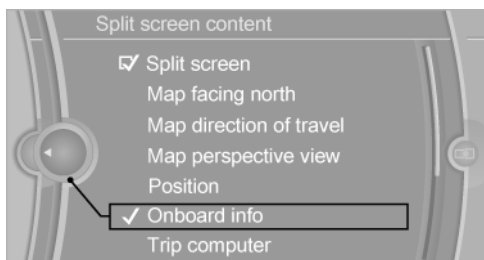 Split screen content
Split screen
Map facing north
Map direction of travel
Map perspective view
Position
Onboard info
Trip computer